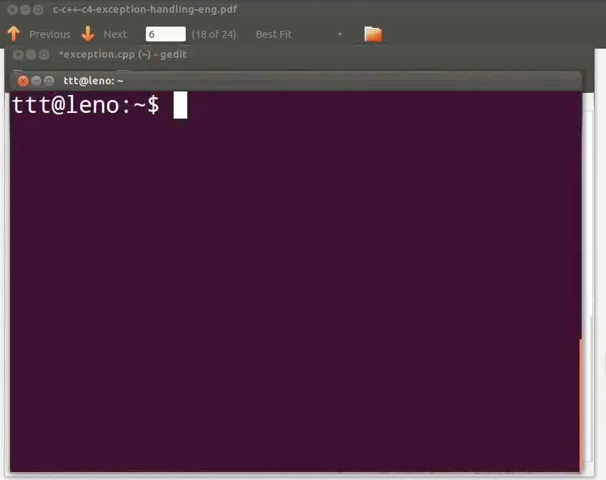 c-c++-c4-exception-handling-eng.pdf
Previous Next 6 (18 of 24) Best Fit
*exception.cpp (~) - gedit
ttt@leno: ~
ttt@leno:~$